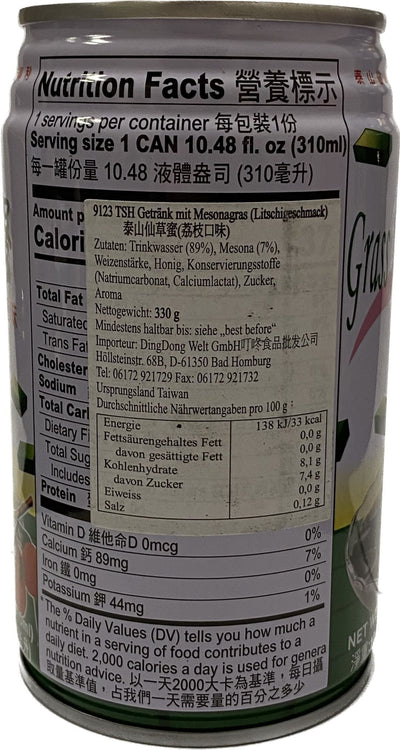 Nutrition Facts 營養標示
1 servings per container 每包裝1份
Serving size 1 CAN 10.48 fl. oz (310ml)
每一罐份量 10.48 液體盎司 (310毫升)
Amount p
Calori
Total Fat
Saturated
Trans Fa
Cholester
Sodium
Total Carb
Dietary Fi
Total Sug
Includes
Protein
9123 TSH Getränk mit Mesonagras (Litschigeschmack)
泰山仙草蜜(荔枝口味)
Zutaten: Trinkwasser (89%), Mesona (7%),
Weizenstärke, Honig, Konservierungsstoffe
(Natriumcarbonat, Calciumlactat), Zucker,
Aroma
Nettogewicht: 330 g
Mindestens haltbar bis: siehe „best before“
Importeur: DingDong Welt GmbH叮咚食品批发公司
Höllsteinstr. 68B, D-61350 Bad Homburg
Tel: 06172 921729 Fax: 06172 921732
Ursprungsland Taiwan
Durchschnittliche Nährwertangaben pro 100 g :
Energie 138 kJ/33 kcal
Fettsäurengehaltes Fett 0,0 g
davon gesättigte Fett 0,0 g
Kohlenhydrate 8,1 g
davon Zucker 7,4 g
Eiweiss 0,0 g
Salz 0,12 g
Vitamin D 維他命D 0mcg 0%
Calcium 鈣 89mg 7%
Iron 鐵 0mg 0%
Potassium 鉀 44mg 1%
The % Daily Values (DV) tells you how much a
nutrient in a serving of food contributes to a
daily diet. 2,000 calories a day is used for genera
nutrition advice. 以一天2000大卡為基準，每日攝
取量基準值，占我們一天需要量的百分之多少
Grass
NET W